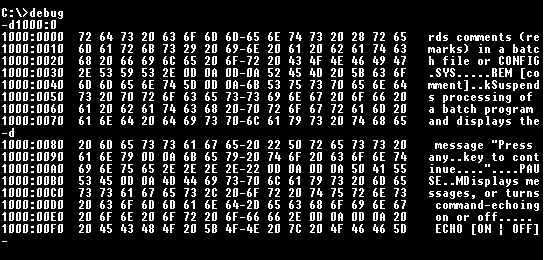 C:\>debug
-d1000:0
1000:0000  72 64 73 20 63 6F 6D 6D-65 6E 74 73 20 28 72 65   rds comments (re
1000:0010  6D 61 72 6B 73 29 20 69-6E 20 61 20 62 61 74 63   marks) in a batc
1000:0020  68 20 66 69 6C 65 20 6F-72 20 43 4F 4E 46 49 47   h file or CONFIG
1000:0030  2E 53 59 53 2E 0D 0A 0D-0A 52 45 4D 20 5B 63 6F   .SYS.....REM [co
1000:0040  6D 6D 65 6E 74 5D 0D 0A-6B 53 75 73 70 65 6E 64   mment]..kSuspend
1000:0050  73 20 70 72 6F 63 65 73-73 69 6E 67 20 6F 66 20   s processing of
1000:0060  61 20 62 61 74 63 68 20-70 72 6F 67 72 61 6D 20   a batch program
1000:0070  61 6E 64 20 64 69 73 70-6C 61 79 73 20 74 68 65   and displays the
-d
1000:0080  20 6D 65 73 73 61 67 65-20 22 50 72 65 73 73 20    message "Press
1000:0090  61 6E 79 0D 0A 6B 65 79-20 74 6F 20 63 6F 6E 74   any..key to cont
1000:00A0  69 6E 75 65 2E 2E 2E 2E-22 0D 0A 0D 0A 50 41 55   inue....."....PAU
1000:00B0  53 45 0D 0A 4D 44 69 73-70 6C 61 79 73 20 6D 65   SE..MDisplays me
1000:00C0  73 73 61 67 65 73 2C 20-6F 72 20 74 75 72 6E 73   ssages, or turns
1000:00D0  20 63 6F 6D 6D 61 6E 64-2D 65 63 68 6F 69 6E 67    command-echoing
1000:00E0  20 6F 6E 20 6F 72 20 6F-66 66 2E 0D 0A 0D 0A 20    on or off.....
1000:00F0  20 45 43 48 4F 20 5B 4F-4E 20 7C 20 4F 46 46 5D    ECHO [ON | OFF]
-